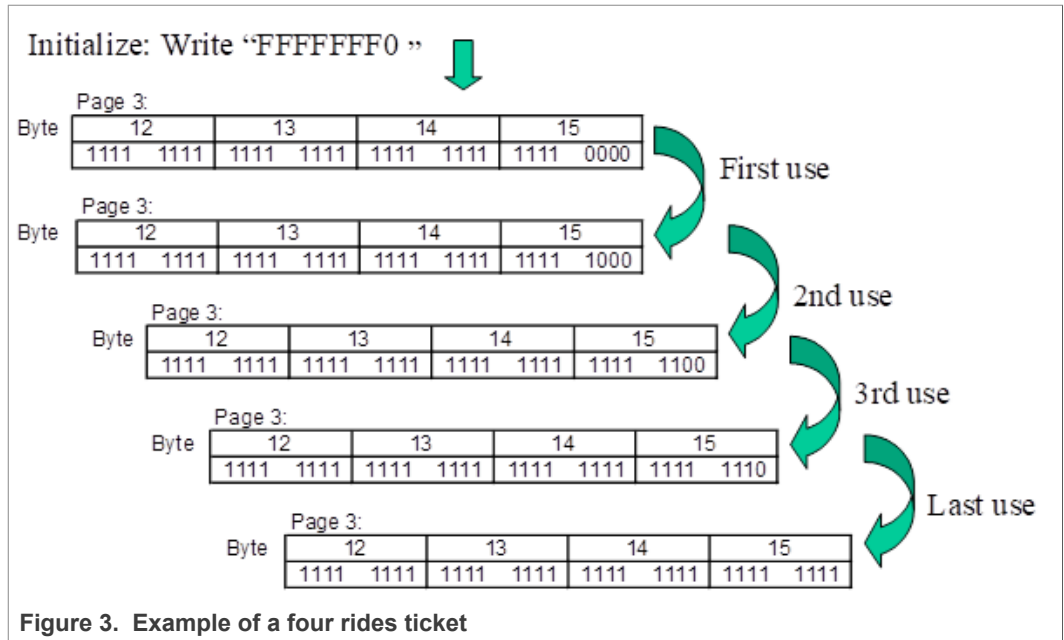 Initialize: Write “FFFFFFF0 ”
Page 3:
Byte 12 13 14 15
1111 1111 1111 1111 1111 1111 1111 0000
First use
Page 3:
Byte 12 13 14 15
1111 1111 1111 1111 1111 1111 1111 1000
2nd use
Page 3:
Byte 12 13 14 15
1111 1111 1111 1111 1111 1111 1111 1100
3rd use
Page 3:
Byte 12 13 14 15
1111 1111 1111 1111 1111 1111 1111 1110
Last use
Page 3:
Byte 12 13 14 15
1111 1111 1111 1111 1111 1111 1111 1111
Figure 3. Example of a four rides ticket